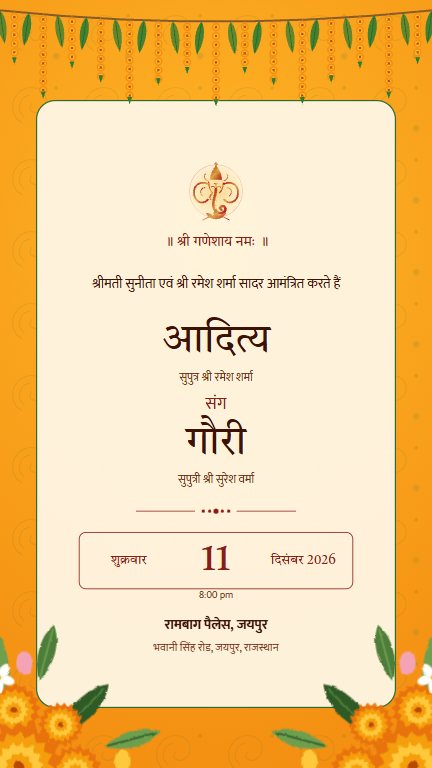 ॥ श्री गणेशाय नमः ॥
श्रीमती सुनीता एवं श्री रमेश शर्मा सादर आमंत्रित करते हैं
आदित्य
सुपुत्र श्री रमेश शर्मा
संग
गौरी
सुपुत्री श्री सुरेश वर्मा
शुक्रवार 11 दिसंबर 2026
8:00 pm
रामबाग पैलेस, जयपुर
भवानी सिंह रोड, जयपुर, राजस्थान